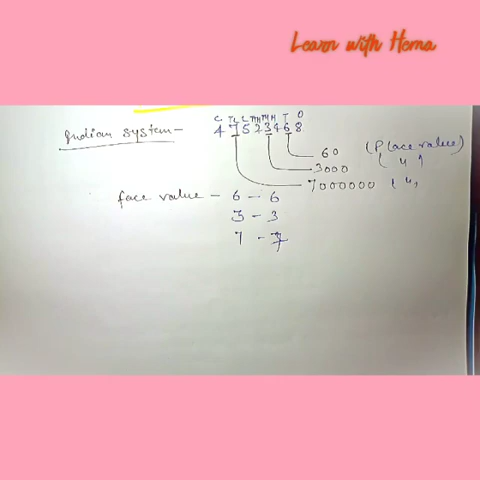 Learn with Hema
C TL L TTH TH H T O
Indian System - 4 7 5 2 3 4 6 8
60 (Place value)
3000 ( " )
7000000 ( ",
face value - 6 - 6
3 - 3
7 - 7